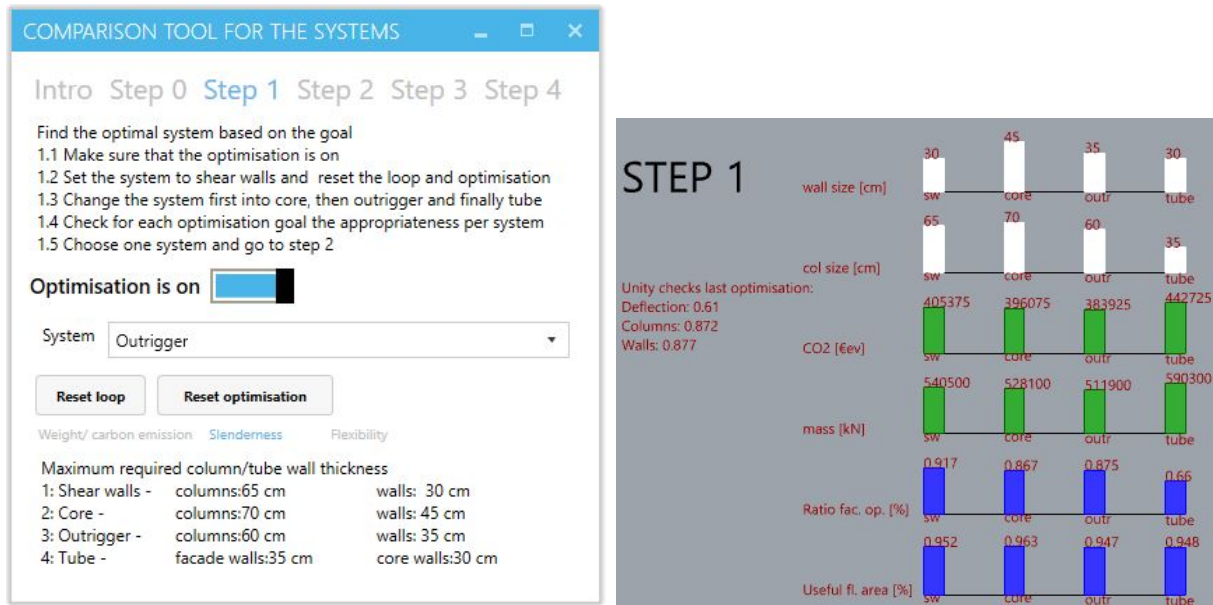 COMPARISON TOOL FOR THE SYSTEMS
Intro Step 0 Step 1 Step 2 Step 3 Step 4
Find the optimal system based on the goal
1.1 Make sure that the optimisation is on
1.2 Set the system to shear walls and reset the loop and optimisation
1.3 Change the system first into core, then outrigger and finally tube
1.4 Check for each optimisation goal the appropriateness per system
1.5 Choose one system and go to step 2
Optimisation is on
System Outrigger
Reset loop Reset optimisation
Weight/ carbon emission Slenderness Flexibility
Maximum required column/tube wall thickness
1: Shear walls - columns:65 cm walls: 30 cm
2: Core - columns:70 cm walls: 45 cm
3: Outrigger - columns:60 cm walls: 35 cm
4: Tube - facade walls:35 cm core walls:30 cm
STEP 1
Unity checks last optimisation:
Deflection: 0.61
Columns: 0.872
Walls: 0.877
30 45 35 30
wall size [cm]
sw core outr tube
65 70 60 35
col size [cm]
sw core outr tube
405375 396075 383925 442725
CO2 [€ev]
sw core outr tube
540500 528100 511900 590300
mass [kN]
sw core outr tube
0.917 0.867 0.875 0.66
Ratio fac. op. [%]
sw core outr tube
0.952 0.963 0.947 0.948
Useful fl. area [%]
sw core outr tube